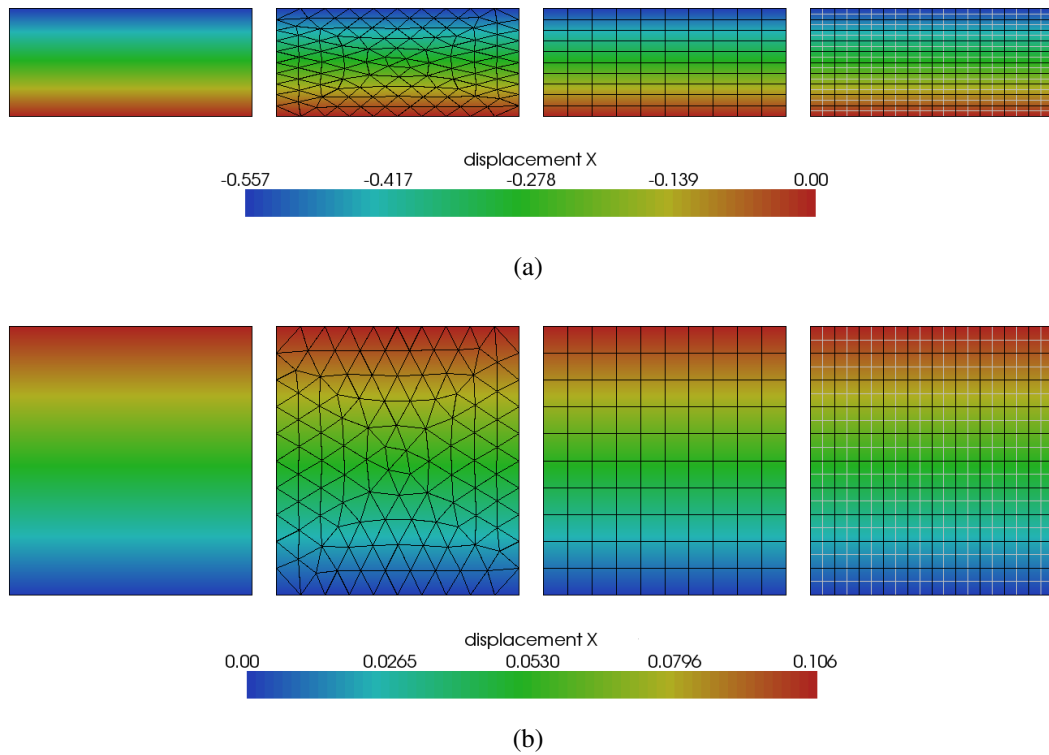 displacement X
-0.557 -0.417 -0.278 -0.139 0.00
(a)
displacement X
0.00 0.0265 0.0530 0.0796 0.106
(b)